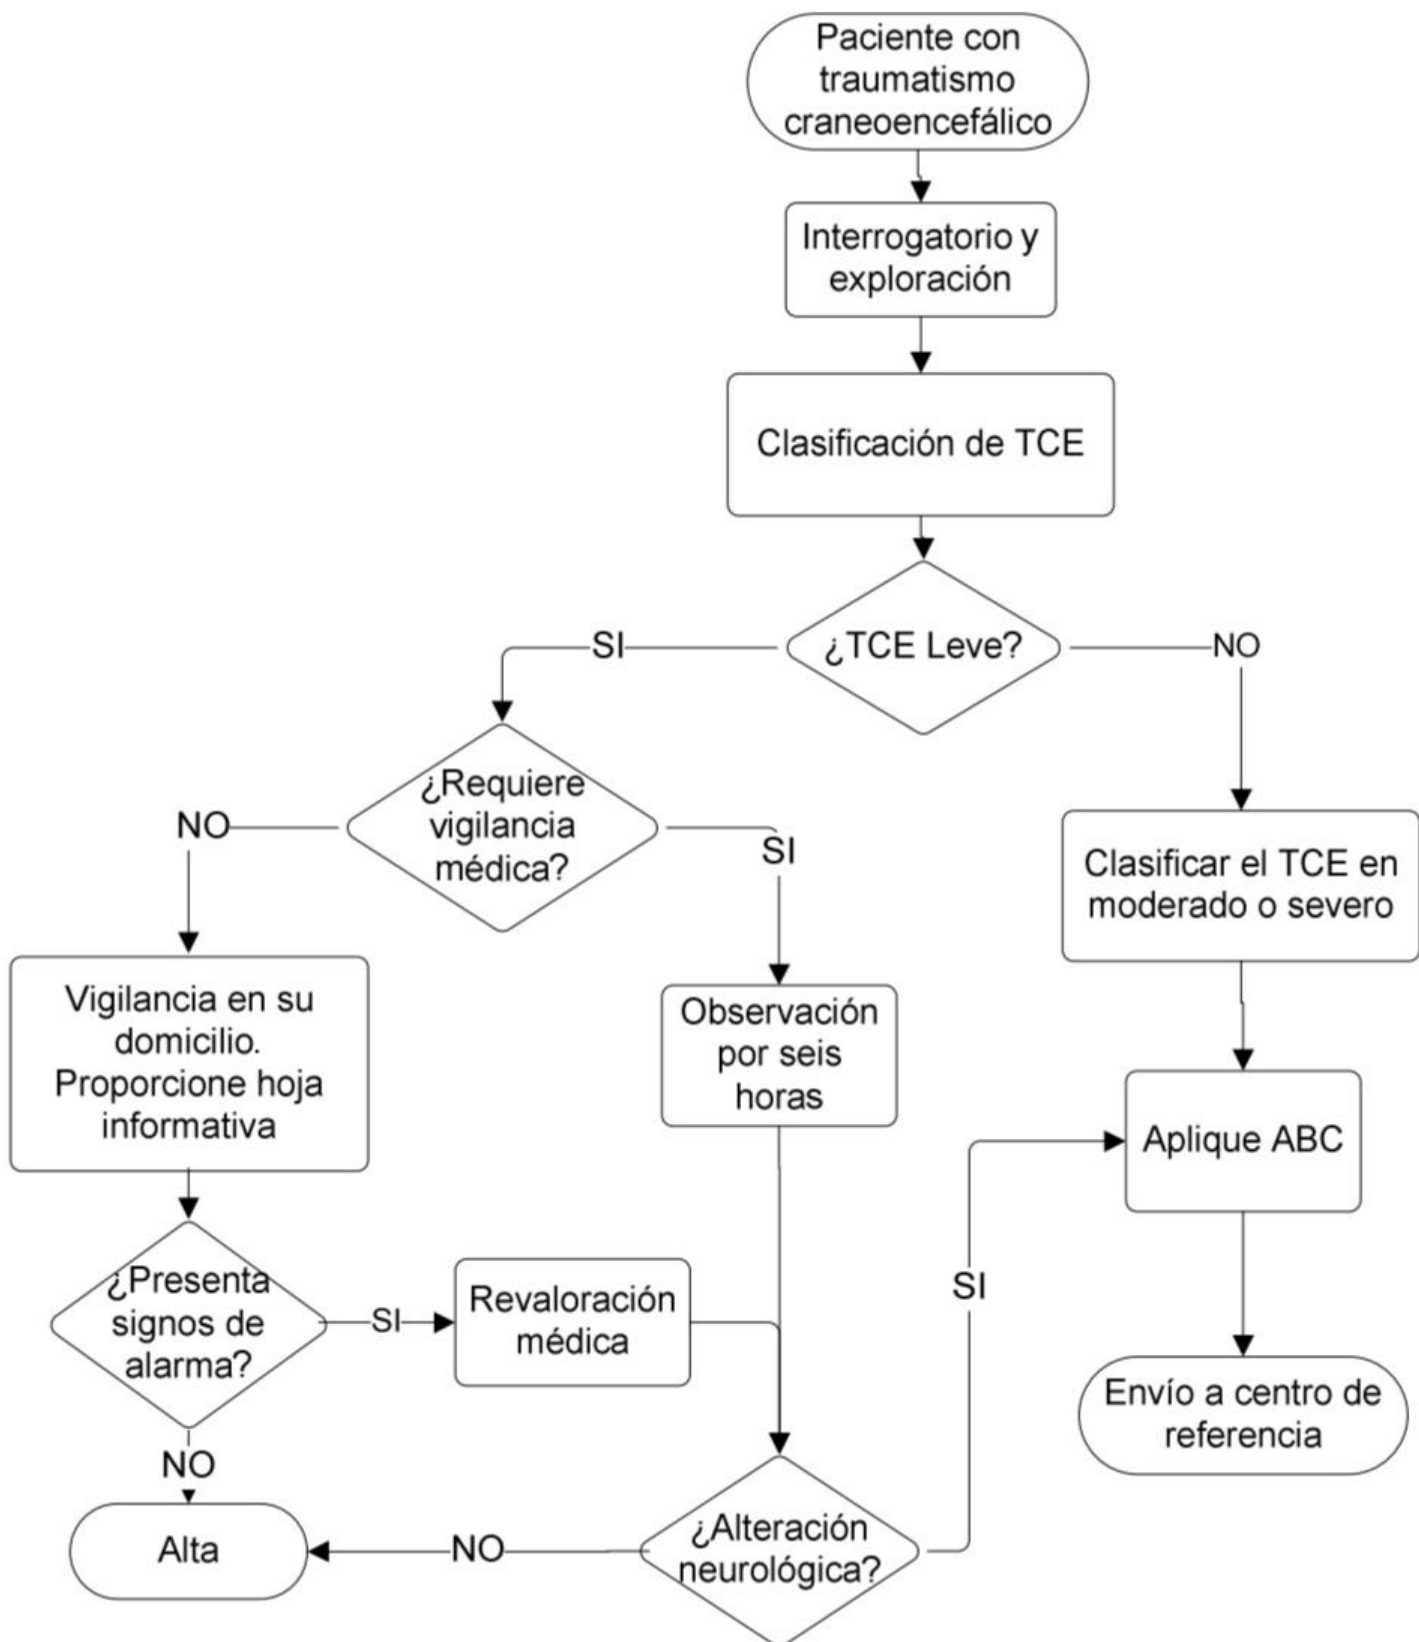 Paciente con
traumatismo
craneoencefálico
Interrogatorio y
exploración
Clasificación de TCE
¿TCE Leve?
SI
NO
¿Requiere
vigilancia
médica?
NO
SI
Clasificar el TCE en
moderado o severo
Vigilancia en su
domicilio.
Proporcione hoja
informativa
Observación
por seis
horas
Aplique ABC
¿Presenta
signos de
alarma?
SI
Revaloración
médica
SI
Envío a centro de
referencia
NO
Alta
NO
¿Alteración
neurológica?